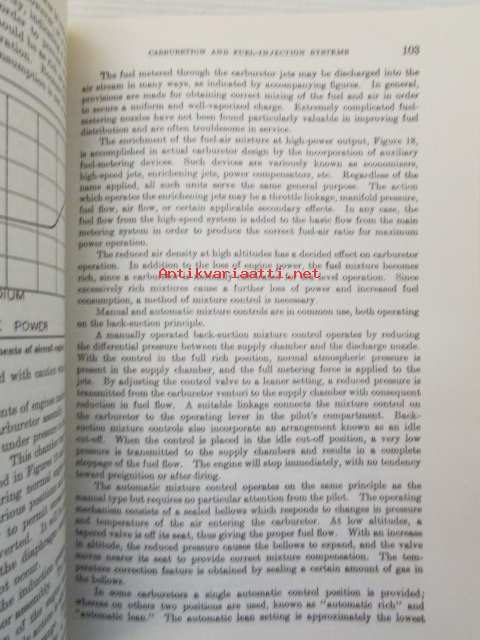 CARBURETION AND FUEL-INJECTION SYSTEMS 103
The fuel metered through the carburetor jets may be discharged into the
air stream in many ways, as indicated by accompanying figures. In general,
provisions are made for obtaining correct mixing of the fuel and air in order
to secure a uniform and well-vaporized charge. Extremely complicated fuel-
metering nozzles have not been found particularly valuable in improving fuel
distribution and are often troublesome in service.
The enrichment of the fuel-air mixture at high-power output, Figure 18,
is accomplished in actual carburetor design by the incorporation of auxiliary
fuel-metering devices. Such devices are variously known as economizers,
high-speed jets, enrichening jets, power compensators, etc. Regardless of the
name applied, all such units serve the same general purpose. The action
which operates the enrichening jets may be a throttle linkage, manifold pressure,
fuel flow, air flow, or certain applicable secondary effects. In any case, the
fuel flow from the high-speed system is added to the basic flow from the main
metering system in order to produce the correct fuel-air ratio for maximum
power operation.
The reduced air density at high altitudes has a decided effect on carburetor
operation. In addition to the loss of engine power, the fuel mixture becomes
rich, since a carburetor is level operation. Since
Antikvariaatti.net
excessively rich mixtures cause a further loss of power and increased fuel
consumption, a method of mixture control is necessary.
Manual and automatic mixture controls are in common use, both operating
on the back-suction principle.
A manually operated back-suction mixture control operates by reducing
the differential pressure between the supply chamber and the discharge nozzle.
With the control in the full rich position, normal atmospheric pressure is
present in the supply chamber, and the full metering force is applied to the
jets. By adjusting the control valve to a leaner setting, a reduced pressure is
transmitted from the carburetor venturi to the supply chamber with consequent
reduction in fuel flow. A suitable linkage connects the mixture control on
the carburetor to the operating lever in the pilot's compartment. Back-
suction mixture controls also incorporate an arrangement known as an idle
cut-off. When the control is placed in the idle cut-off position, a very low
pressure is transmitted to the supply chambers and results in a complete
stoppage of the fuel flow. The engine will stop immediately, with no tendency
toward preignition or after-firing.
The automatic mixture control operates on the same principle as the
manual type but requires no particular attention from the pilot. The operating
mechanism consists of a sealed bellows which responds to changes in pressure
and temperature of the air entering the carburetor. At low altitudes, a
tapered valve is off its seat, thus giving the proper fuel flow. With an increase
in altitude, the reduced pressure causes the bellows to expand, and the valve
moves nearer its seat to provide correct mixture compensation. The tem-
perature correction feature is obtained by sealing a certain amount of gas in
the bellows.
In some carburetors a single automatic control position is provided;
whereas on others two positions are used, known as "automatic rich" and
"automatic lean." The automatic lean setting is approximately the lowest